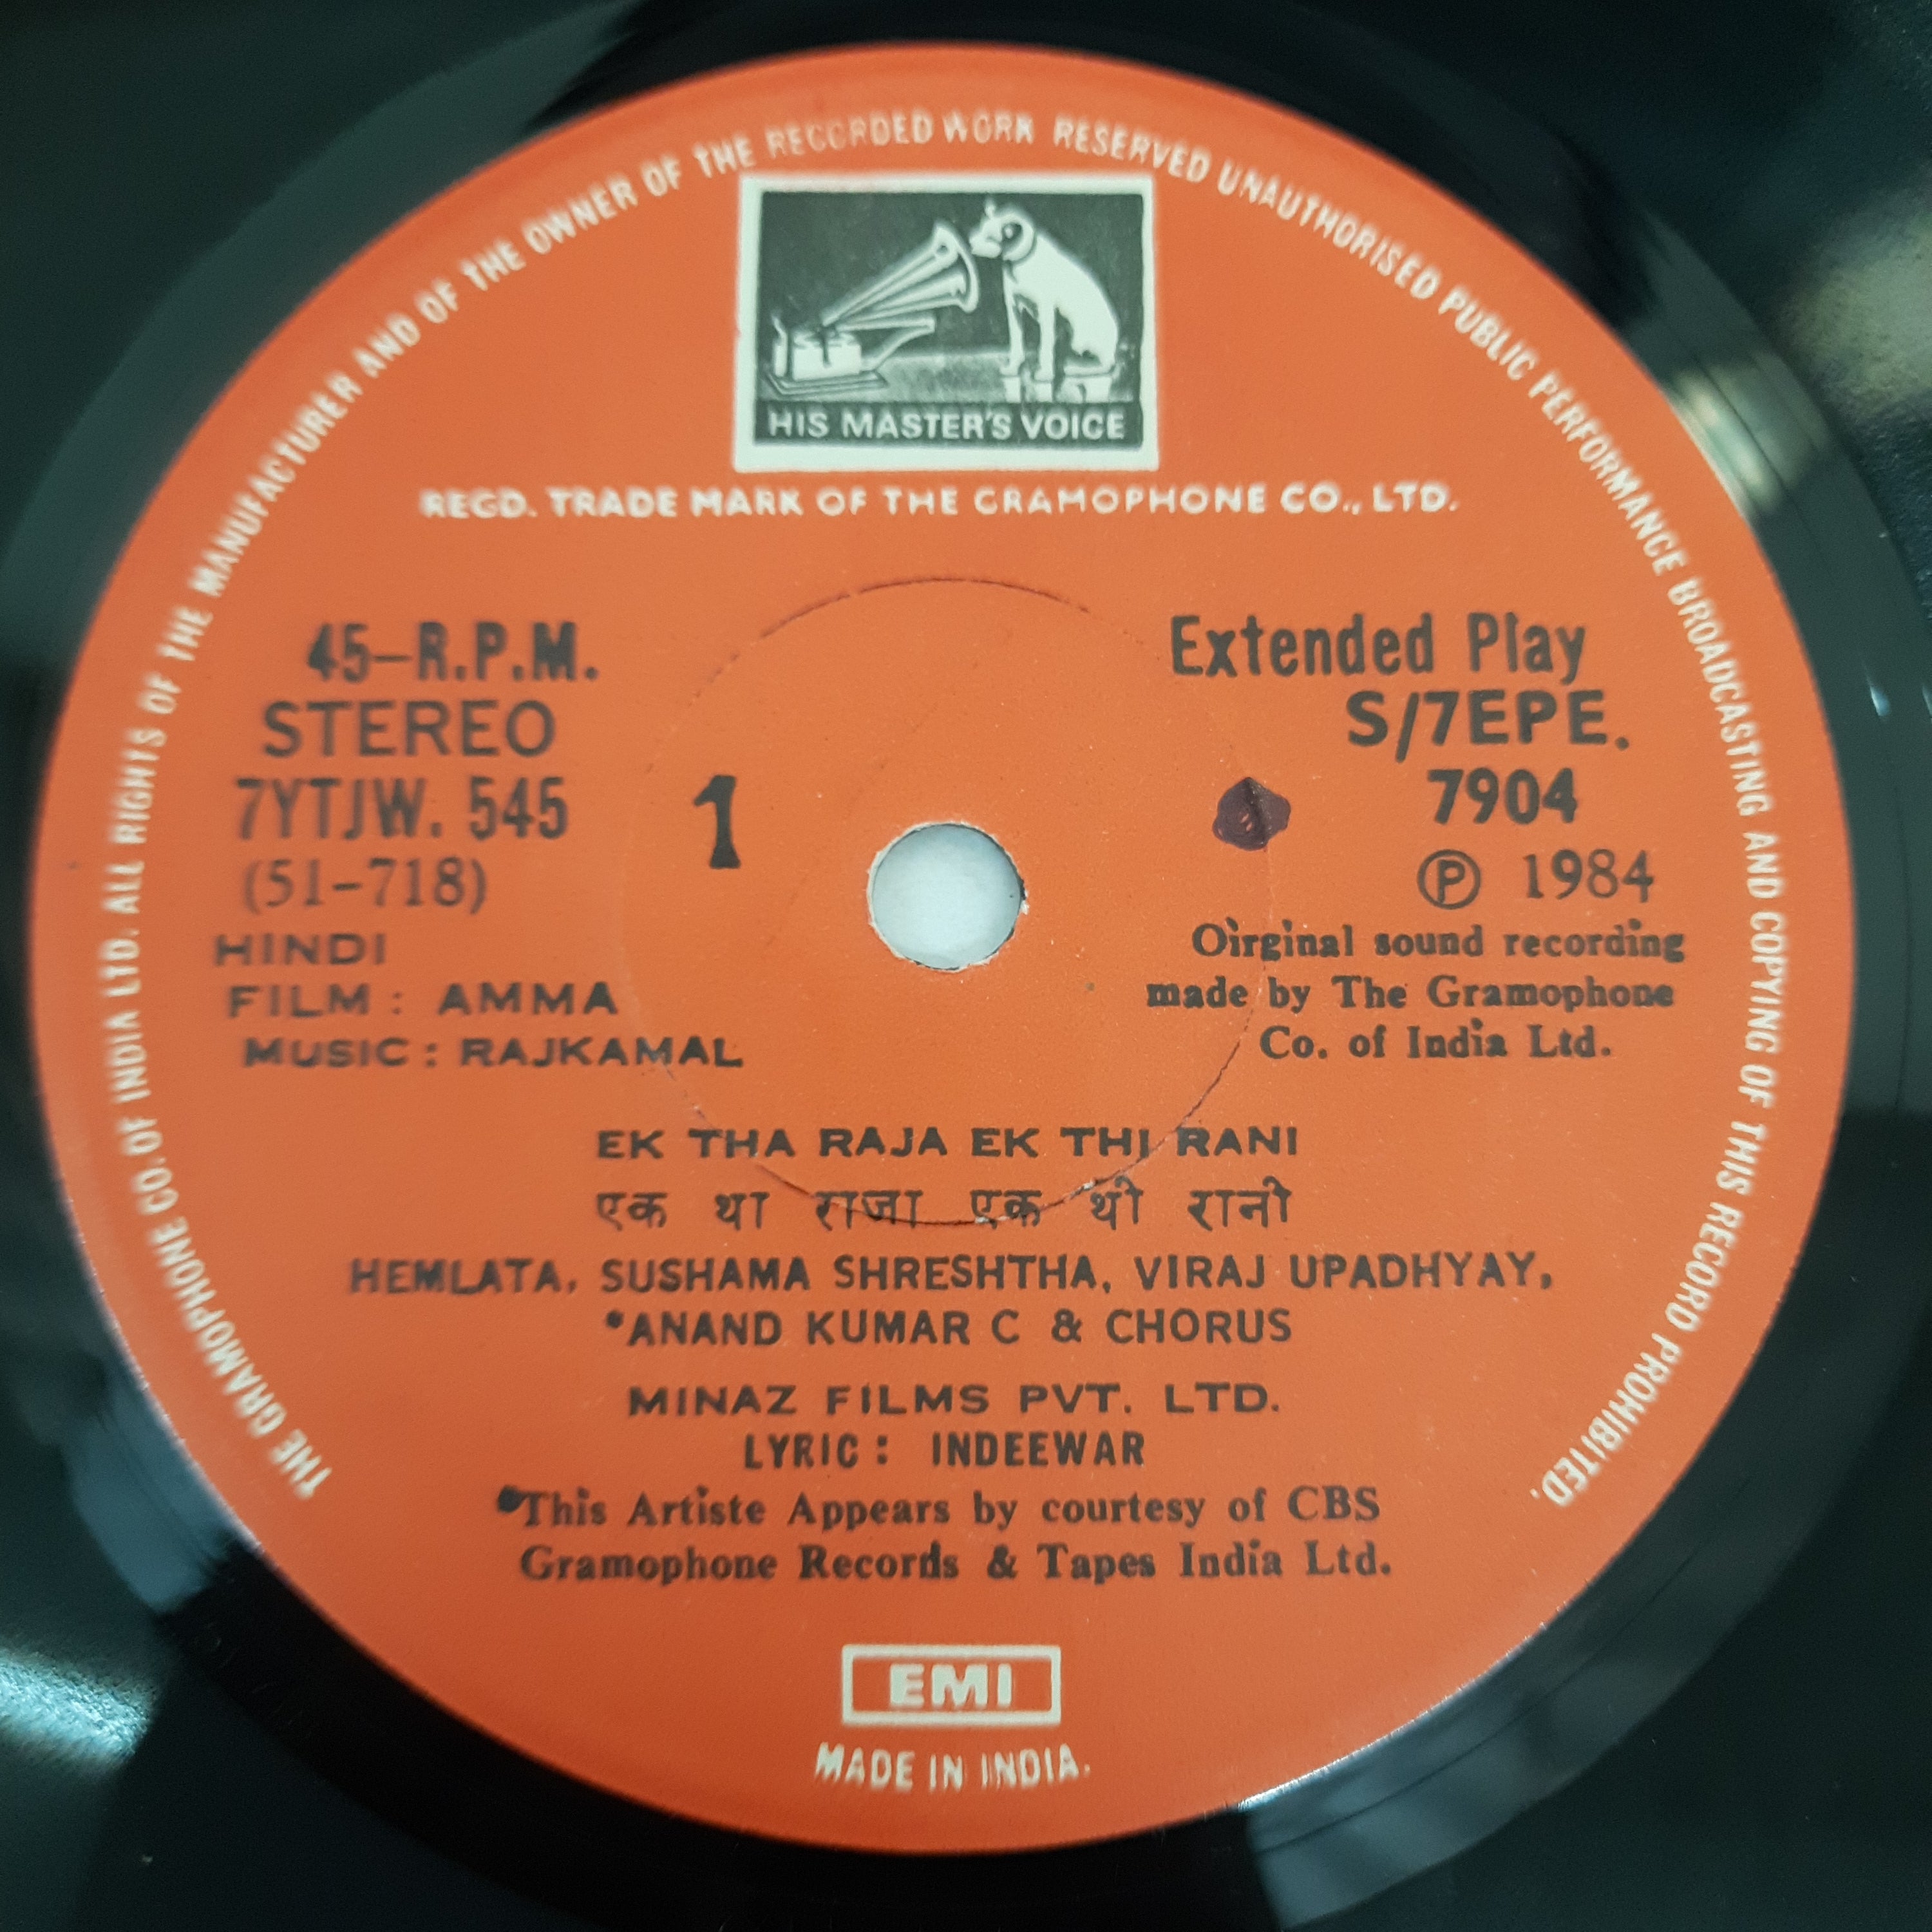 THE GRAMOPHONE CO. OF INDIA LTD. ALL RIGHTS OF THE MANUFACTURER AND OF THE OWNER OF THE RECORDED WORK RESERVED UNAUTHORISED PUBLIC PERFORMANCE BROADCASTING AND COPYING OF THIS RECORD PROHIBITED.
HIS MASTER'S VOICE
REGD. TRADE MARK OF THE GRAMOPHONE CO., LTD.
45-R.P.M.
STEREO
7YTJW. 545
(51-718)
HINDI
FILM : AMMA
MUSIC : RAJKAMAL
1
Extended Play
S/7EPE.
7904
℗ 1984
Oirginal sound recording
made by The Gramophone
Co. of India Ltd.
EK THA RAJA EK THI RANI
एक था राजा एक थी रानी
HEMLATA, SUSHAMA SHRESHTHA, VIRAJ UPADHYAY,
*ANAND KUMAR C & CHORUS
MINAZ FILMS PVT. LTD.
LYRIC : INDEEWAR
*This Artiste Appears by courtesy of CBS
Gramophone Records & Tapes India Ltd.
EMI
MADE IN INDIA.